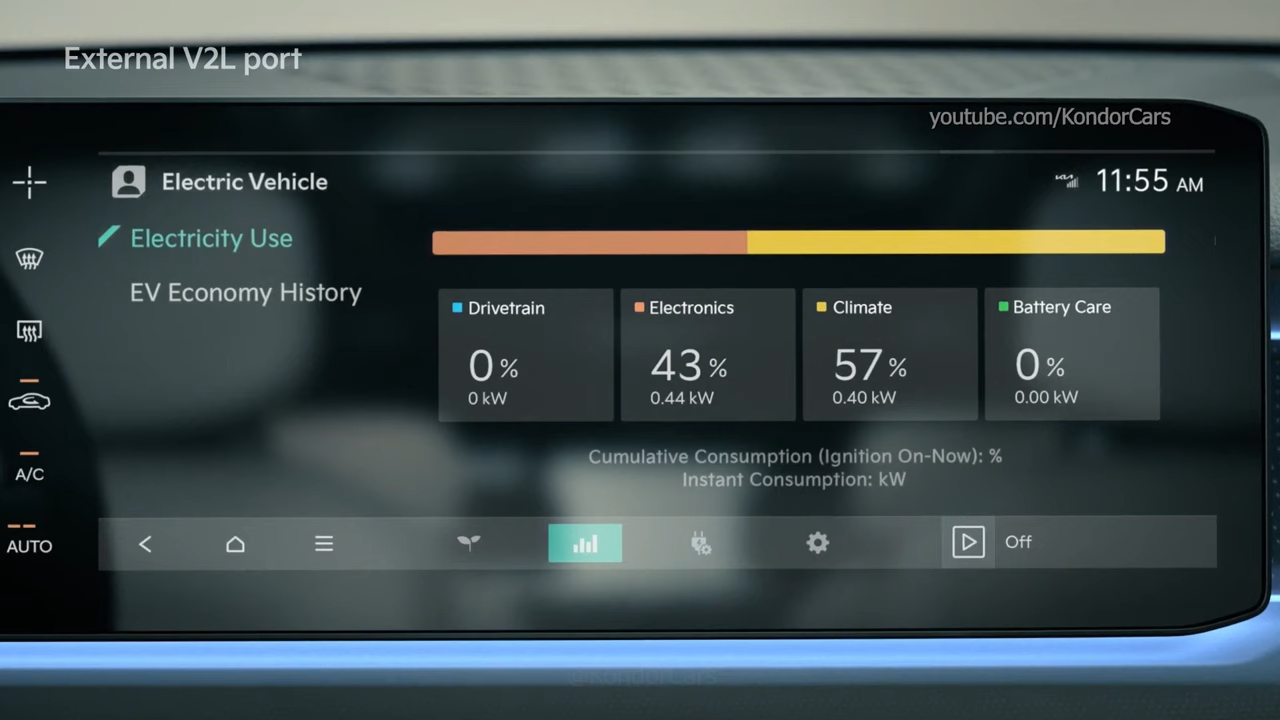 External V2L port
youtube.com/KondorCars
Electric Vehicle
KIA
11:55 AM
Electricity Use
EV Economy History
Drivetrain
0 %
0 kW
Electronics
43 %
0.44 kW
Climate
57 %
0.40 kW
Battery Care
0 %
0.00 kW
Cumulative Consumption (Ignition On-Now): %
Instant Consumption: kW
A/C
AUTO
Off
@KondorCars